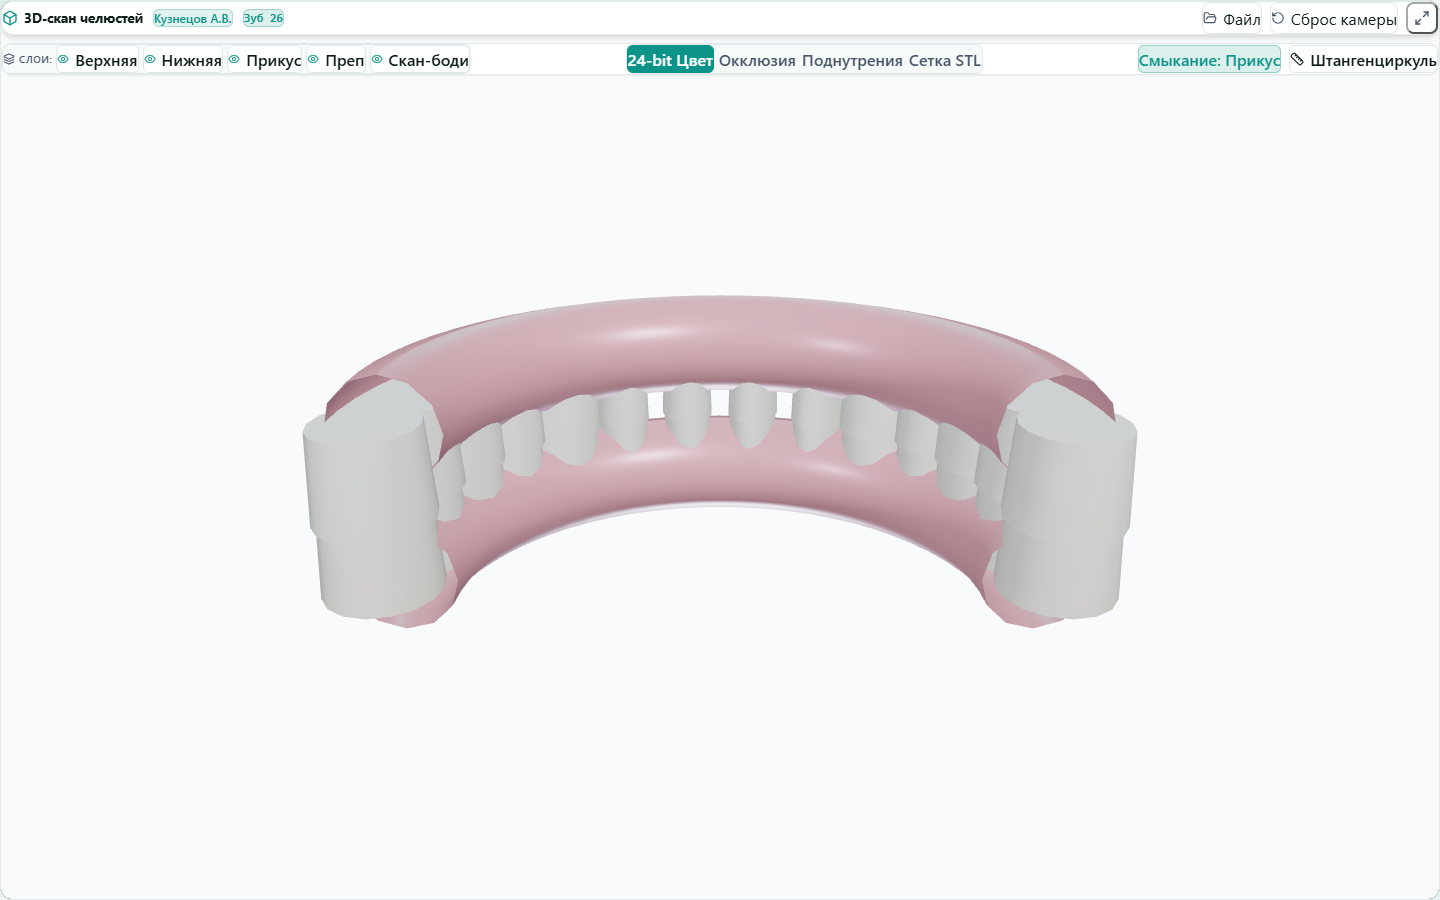 3D-скан челюстей Кузнецов А.В. Зуб 26 Файл Сброс камеры
СЛОИ: Верхняя Нижняя Прикус Преп Скан-боди 24-bit Цвет Окклюзия Поднутрения Сетка STL Смыкание: Прикус Штангенциркуль